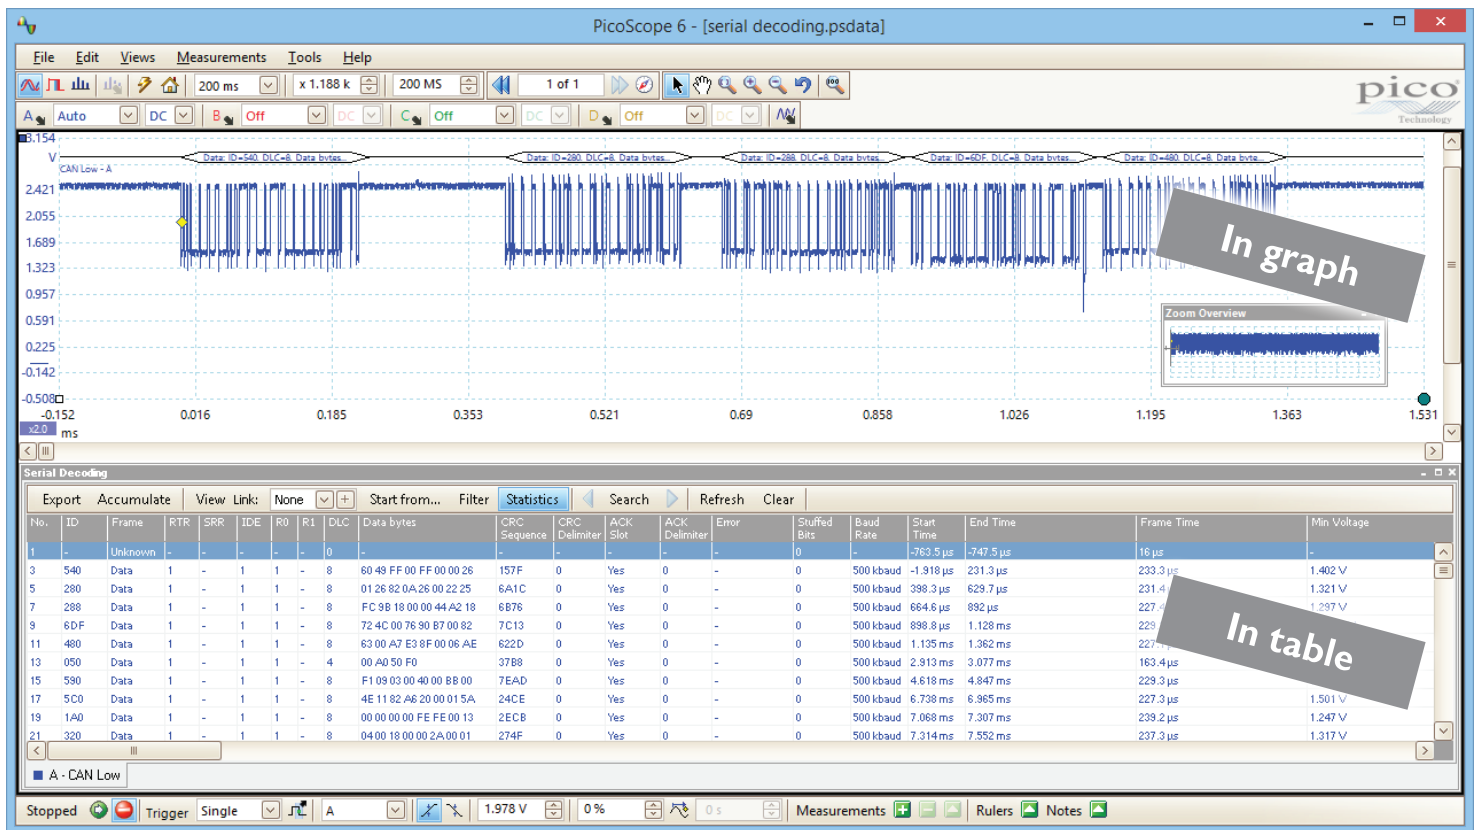 PicoScope 6 - [serial decoding.psdata]
File Edit Views Measurements Tools Help
200 ms x 1.188 k 200 MS 1 of 1
pico
Technology
A Auto DC B Off DC C Off DC D Off DC
3.154
V
Data: ID=540, DLC=8, Data bytes... Data: ID=280, DLC=8, Data bytes... Data: ID=288, DLC=8, Data bytes... Data: ID=6DF, DLC=8, Data bytes... Data: ID=480, DLC=8, Data byte...
CAN Low - A
2.421
2.055
1.689
1.323
0.957
0.591
0.225
-0.142
-0.508
In graph
Zoom Overview
-0.152 0.016 0.185 0.353 0.521 0.69 0.858 1.026 1.195 1.363 1.531
x2.0 ms
Serial Decoding
Export Accumulate View Link: None Start from... Filter Statistics Search Refresh Clear
No. ID Frame RTR SRR IDE R0 R1 DLC Data bytes CRC Sequence CRC Delimiter ACK Slot ACK Delimiter Error Stuffed Bits Baud Rate Start Time End Time Frame Time Min Voltage
1 - Unknown - - - - - 0 - - - - - - 0 - -763.5 µs -747.5 µs 16 µs -
3 540 Data 1 - 1 1 - 8 60 49 FF 00 FF 00 00 26 157F 0 Yes 0 - 0 500 kbaud -1.918 µs 231.3 µs 233.3 µs 1.402 V
5 280 Data 1 - 1 1 - 8 01 26 82 0A 26 00 22 25 6A1C 0 Yes 0 - 0 500 kbaud 398.3 µs 629.7 µs 231.4 1.321 V
7 288 Data 1 - 1 1 - 8 FC 9B 18 00 00 44 A2 18 6B76 0 Yes 0 - 0 500 kbaud 664.6 µs 892 µs 227. 1.297 V
9 6DF Data 1 - 1 1 - 8 72 4C 00 76 90 B7 00 82 7C13 0 Yes 0 - 0 500 kbaud 898.8 µs 1.128 ms 229
11 480 Data 1 - 1 1 - 8 63 00 A7 E3 8F 00 06 AE 622D 0 Yes 0 - 0 500 kbaud 1.135 ms 1.362 ms 227.
13 050 Data 1 - 1 1 - 4 00 A0 50 F0 37B8 0 Yes 0 - 0 500 kbaud 2.913 ms 3.077 ms 163.4 µs
15 590 Data 1 - 1 1 - 8 F1 09 03 00 40 00 BB 00 7EAD 0 Yes 0 - 0 500 kbaud 4.618 ms 4.847 ms 229.3 µs
17 5C0 Data 1 - 1 1 - 8 4E 11 82 A6 20 00 01 5A 24CE 0 Yes 0 - 0 500 kbaud 6.738 ms 6.965 ms 227.3 µs 1.501 V
19 1A0 Data 1 - 1 1 - 8 00 00 00 00 FE FE 00 13 2ECB 0 Yes 0 - 0 500 kbaud 7.068 ms 7.307 ms 239.2 µs 1.247 V
21 320 Data 1 - 1 1 - 8 04 00 18 00 00 2A 00 01 274F 0 Yes 0 - 0 500 kbaud 7.314 ms 7.552 ms 237.3 µs 1.317 V
In table
A - CAN Low
Stopped Trigger Single A 1.978 V 0 % 0 s Measurements Rulers Notes